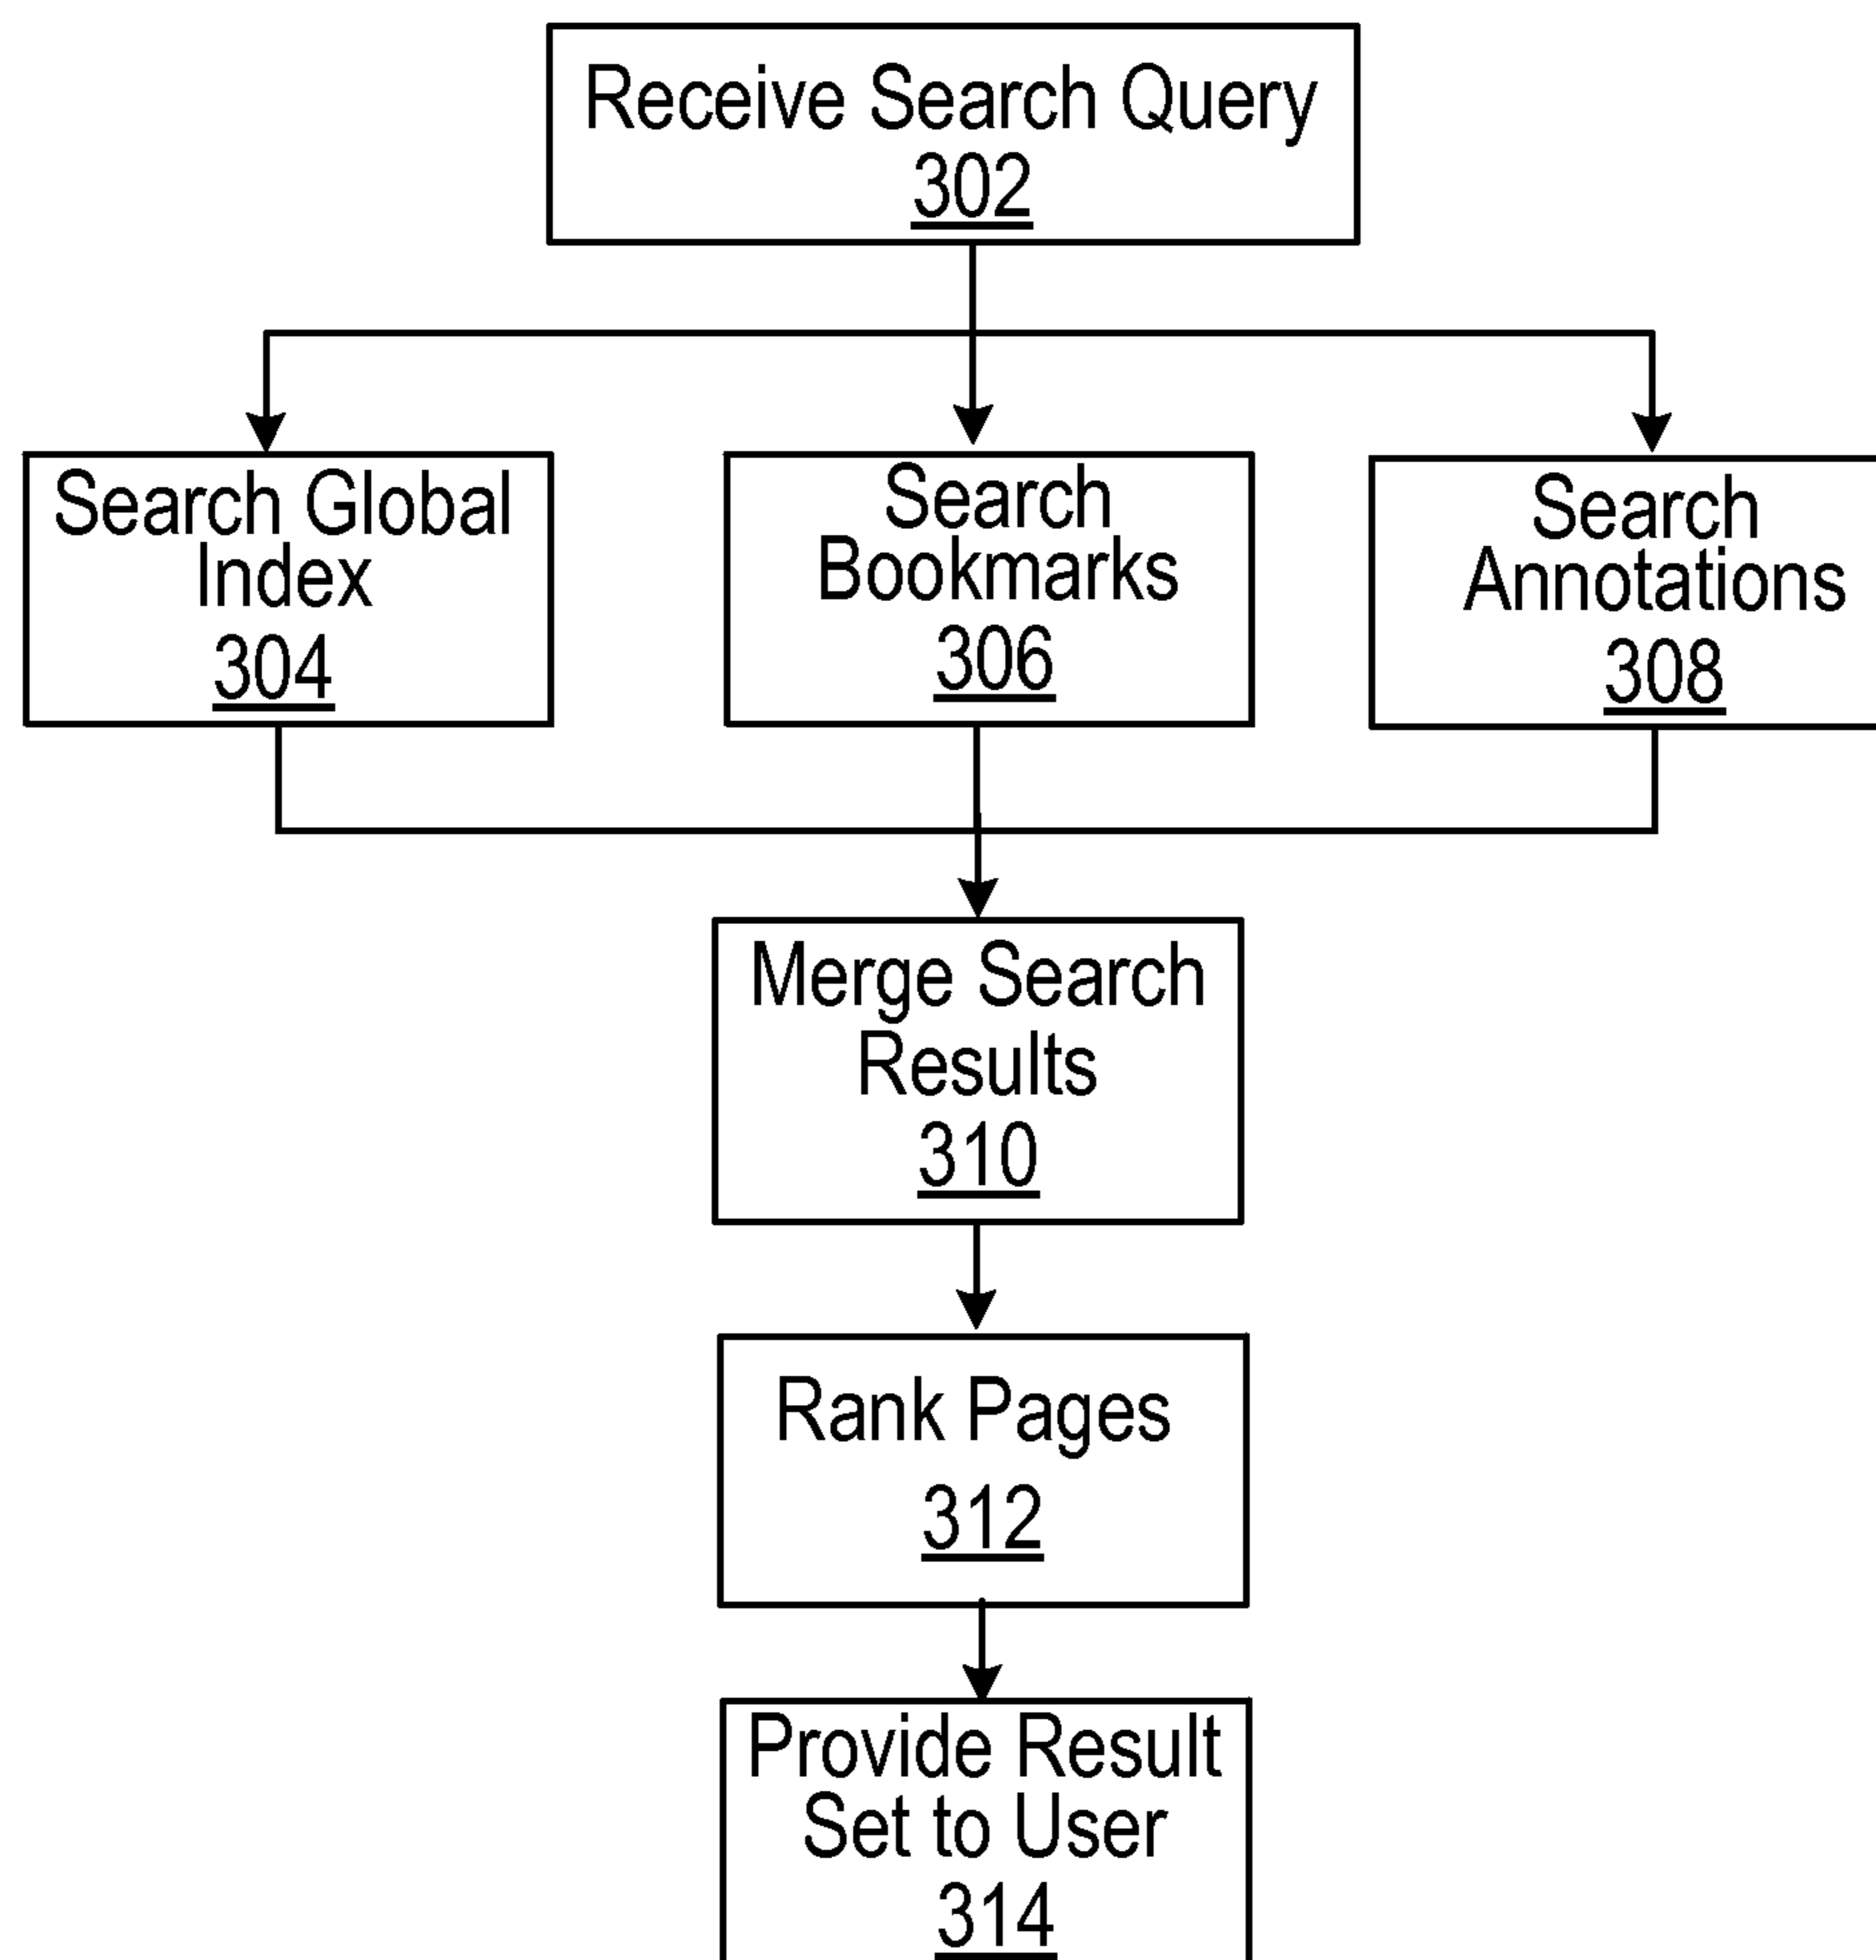 Receive Search Query
302
Search Global
Index
304
Search
Bookmarks
306
Search
Annotations
308
Merge Search
Results
310
Rank Pages
312
Provide Result
Set to User
314